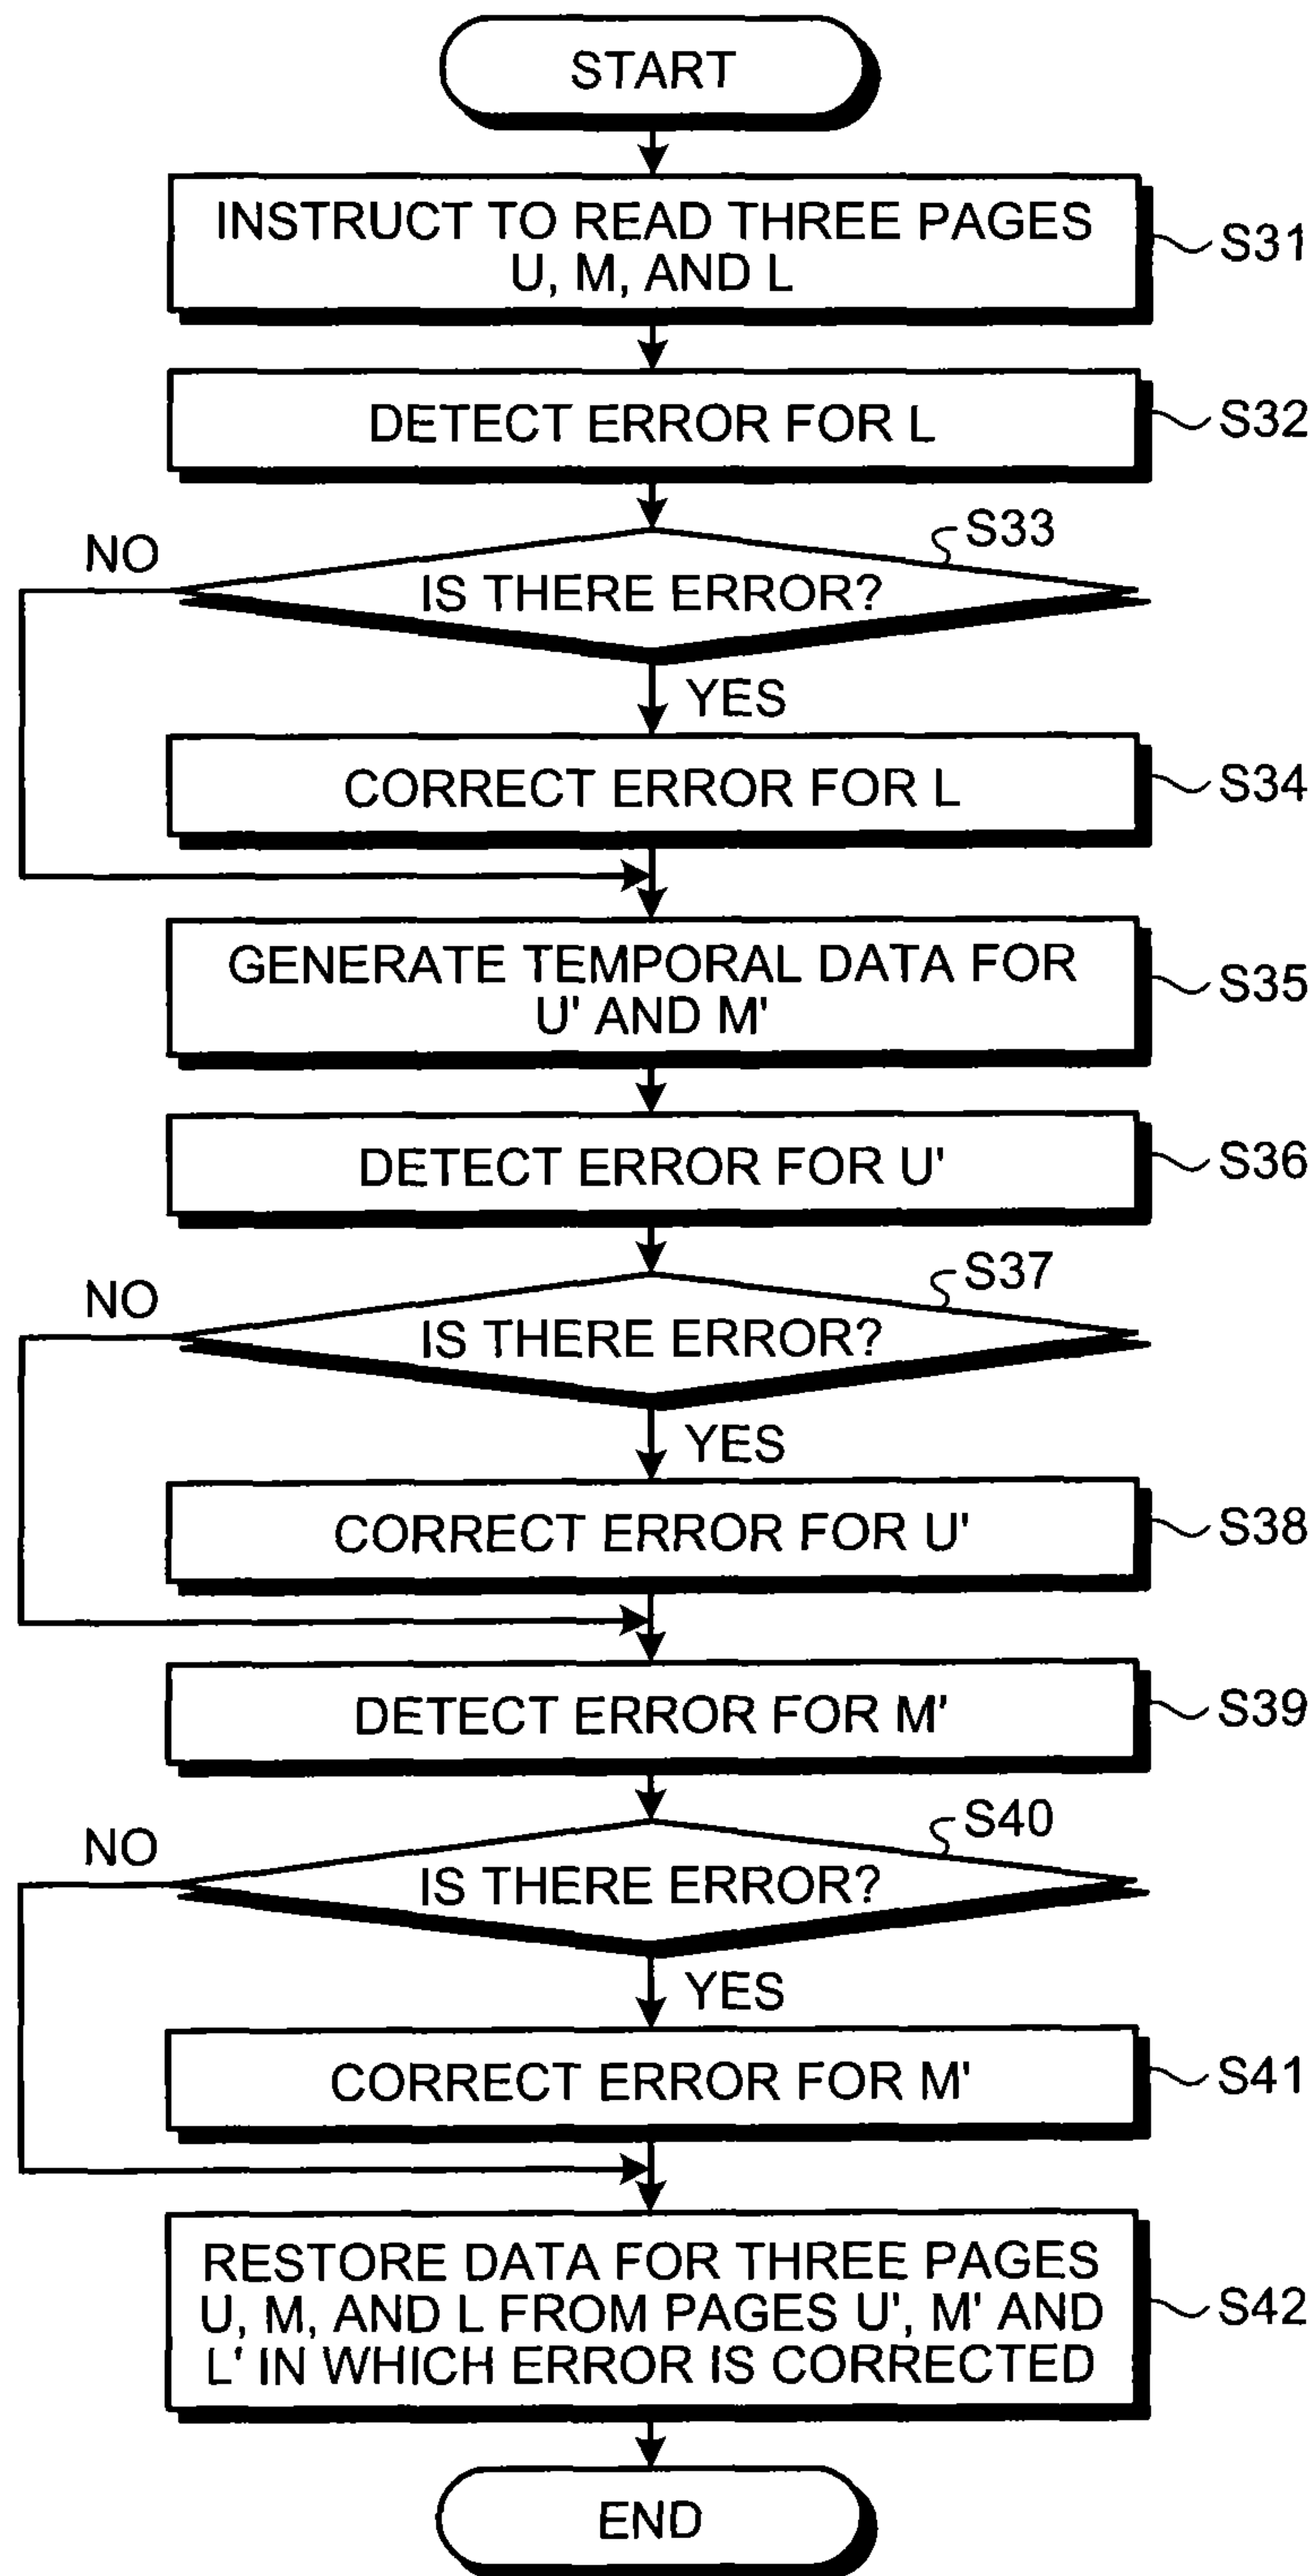 START
INSTRUCT TO READ THREE PAGES
U, M, AND L
S31
DETECT ERROR FOR L
S32
S33
NO
IS THERE ERROR?
YES
CORRECT ERROR FOR L
S34
GENERATE TEMPORAL DATA FOR
U' AND M'
S35
DETECT ERROR FOR U'
S36
S37
NO
IS THERE ERROR?
YES
CORRECT ERROR FOR U'
S38
DETECT ERROR FOR M'
S39
S40
NO
IS THERE ERROR?
YES
CORRECT ERROR FOR M'
S41
RESTORE DATA FOR THREE PAGES
U, M, AND L FROM PAGES U', M' AND
L' IN WHICH ERROR IS CORRECTED
S42
END